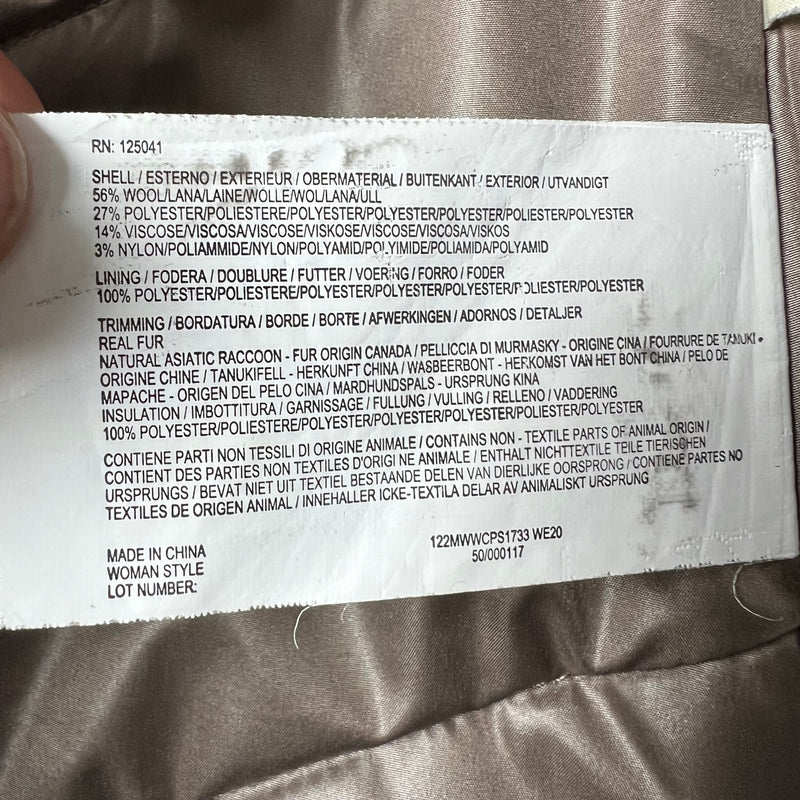 RN: 125041
SHELL / ESTERNO / EXTERIEUR / OBERMATERIAL / BUITENKANT / EXTERIOR / UTVANDIGT
56% WOOL/LANA/LAINE/WOLLE/WOL/LANA/ULL
27% POLYESTER/POLIESTERE/POLYESTER/POLYESTER/POLYESTER/POLIESTER/POLYESTER
14% VISCOSE/VISCOSA/VISCOSE/VISKOSE/VISCOSE/VISCOSA/VISKOS
3% NYLON/POLIAMMIDE/NYLON/POLYAMID/POLYIMIDE/POLIAMIDA/POLYAMID
LINING / FODERA / DOUBLURE / FUTTER / VOERING / FORRO / FODER
100% POLYESTER/POLIESTERE/POLYESTER/POLYESTER/POLYESTER/POLIESTER/POLYESTER
TRIMMING / BORDATURA / BORDE / BORTE / AFWERKINGEN / ADORNOS / DETALJER
REAL FUR
NATURAL ASIATIC RACCOON - FUR ORIGIN CANADA / PELLICCIA DI MURMASKY - ORIGINE CINA / FOURRURE DE TANUKI -
ORIGINE CHINE / TANUKIFELL - HERKUNFT CHINA / WASBEERBONT - HERKOMST VAN HET BONT CHINA / PELO DE
MAPACHE - ORIGEN DEL PELO CINA / MARDHUNDSPALS - URSPRUNG KINA
INSULATION / IMBOTTITURA / GARNISSAGE / FULLUNG / VULLING / RELLENO / VADDERING
100% POLYESTER/POLIESTERE/POLYESTER/POLYESTER/POLYESTER/POLIESTER/POLYESTER
CONTIENE PARTI NON TESSILI DI ORIGINE ANIMALE / CONTAINS NON - TEXTILE PARTS OF ANIMAL ORIGIN /
CONTIENT DES PARTIES NON TEXTILES D'ORIGI NE ANIMALE / ENTHALT NICHTTEXTILE TEILE TIERISCHEN
URSPRUNGS / BEVAT NIET UIT TEXTIEL BESTAANDE DELEN VAN DIERLIJKE OORSPRONG / CONTIENE PARTES NO
TEXTILES DE ORIGEN ANIMAL / INNEHALLER ICKE-TEXTILA DELAR AV ANIMALISKT URSPRUNG
122MWWCPS1733 WE20
50/000117
MADE IN CHINA
WOMAN STYLE
LOT NUMBER: